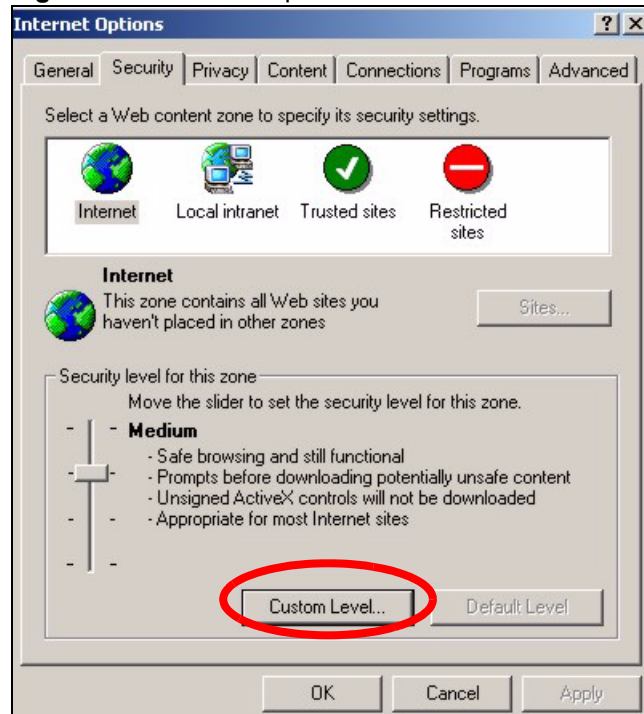 Internet Options
General Security Privacy Content Connections Programs Advanced
Select a Web content zone to specify its security settings.
Internet Local intranet Trusted sites Restricted sites
Internet
This zone contains all Web sites you
haven't placed in other zones
Sites...
Security level for this zone
Move the slider to set the security level for this zone.
Medium
- Safe browsing and still functional
- Prompts before downloading potentially unsafe content
- Unsigned ActiveX controls will not be downloaded
- Appropriate for most Internet sites
Custom Level... Default Level
OK Cancel Apply